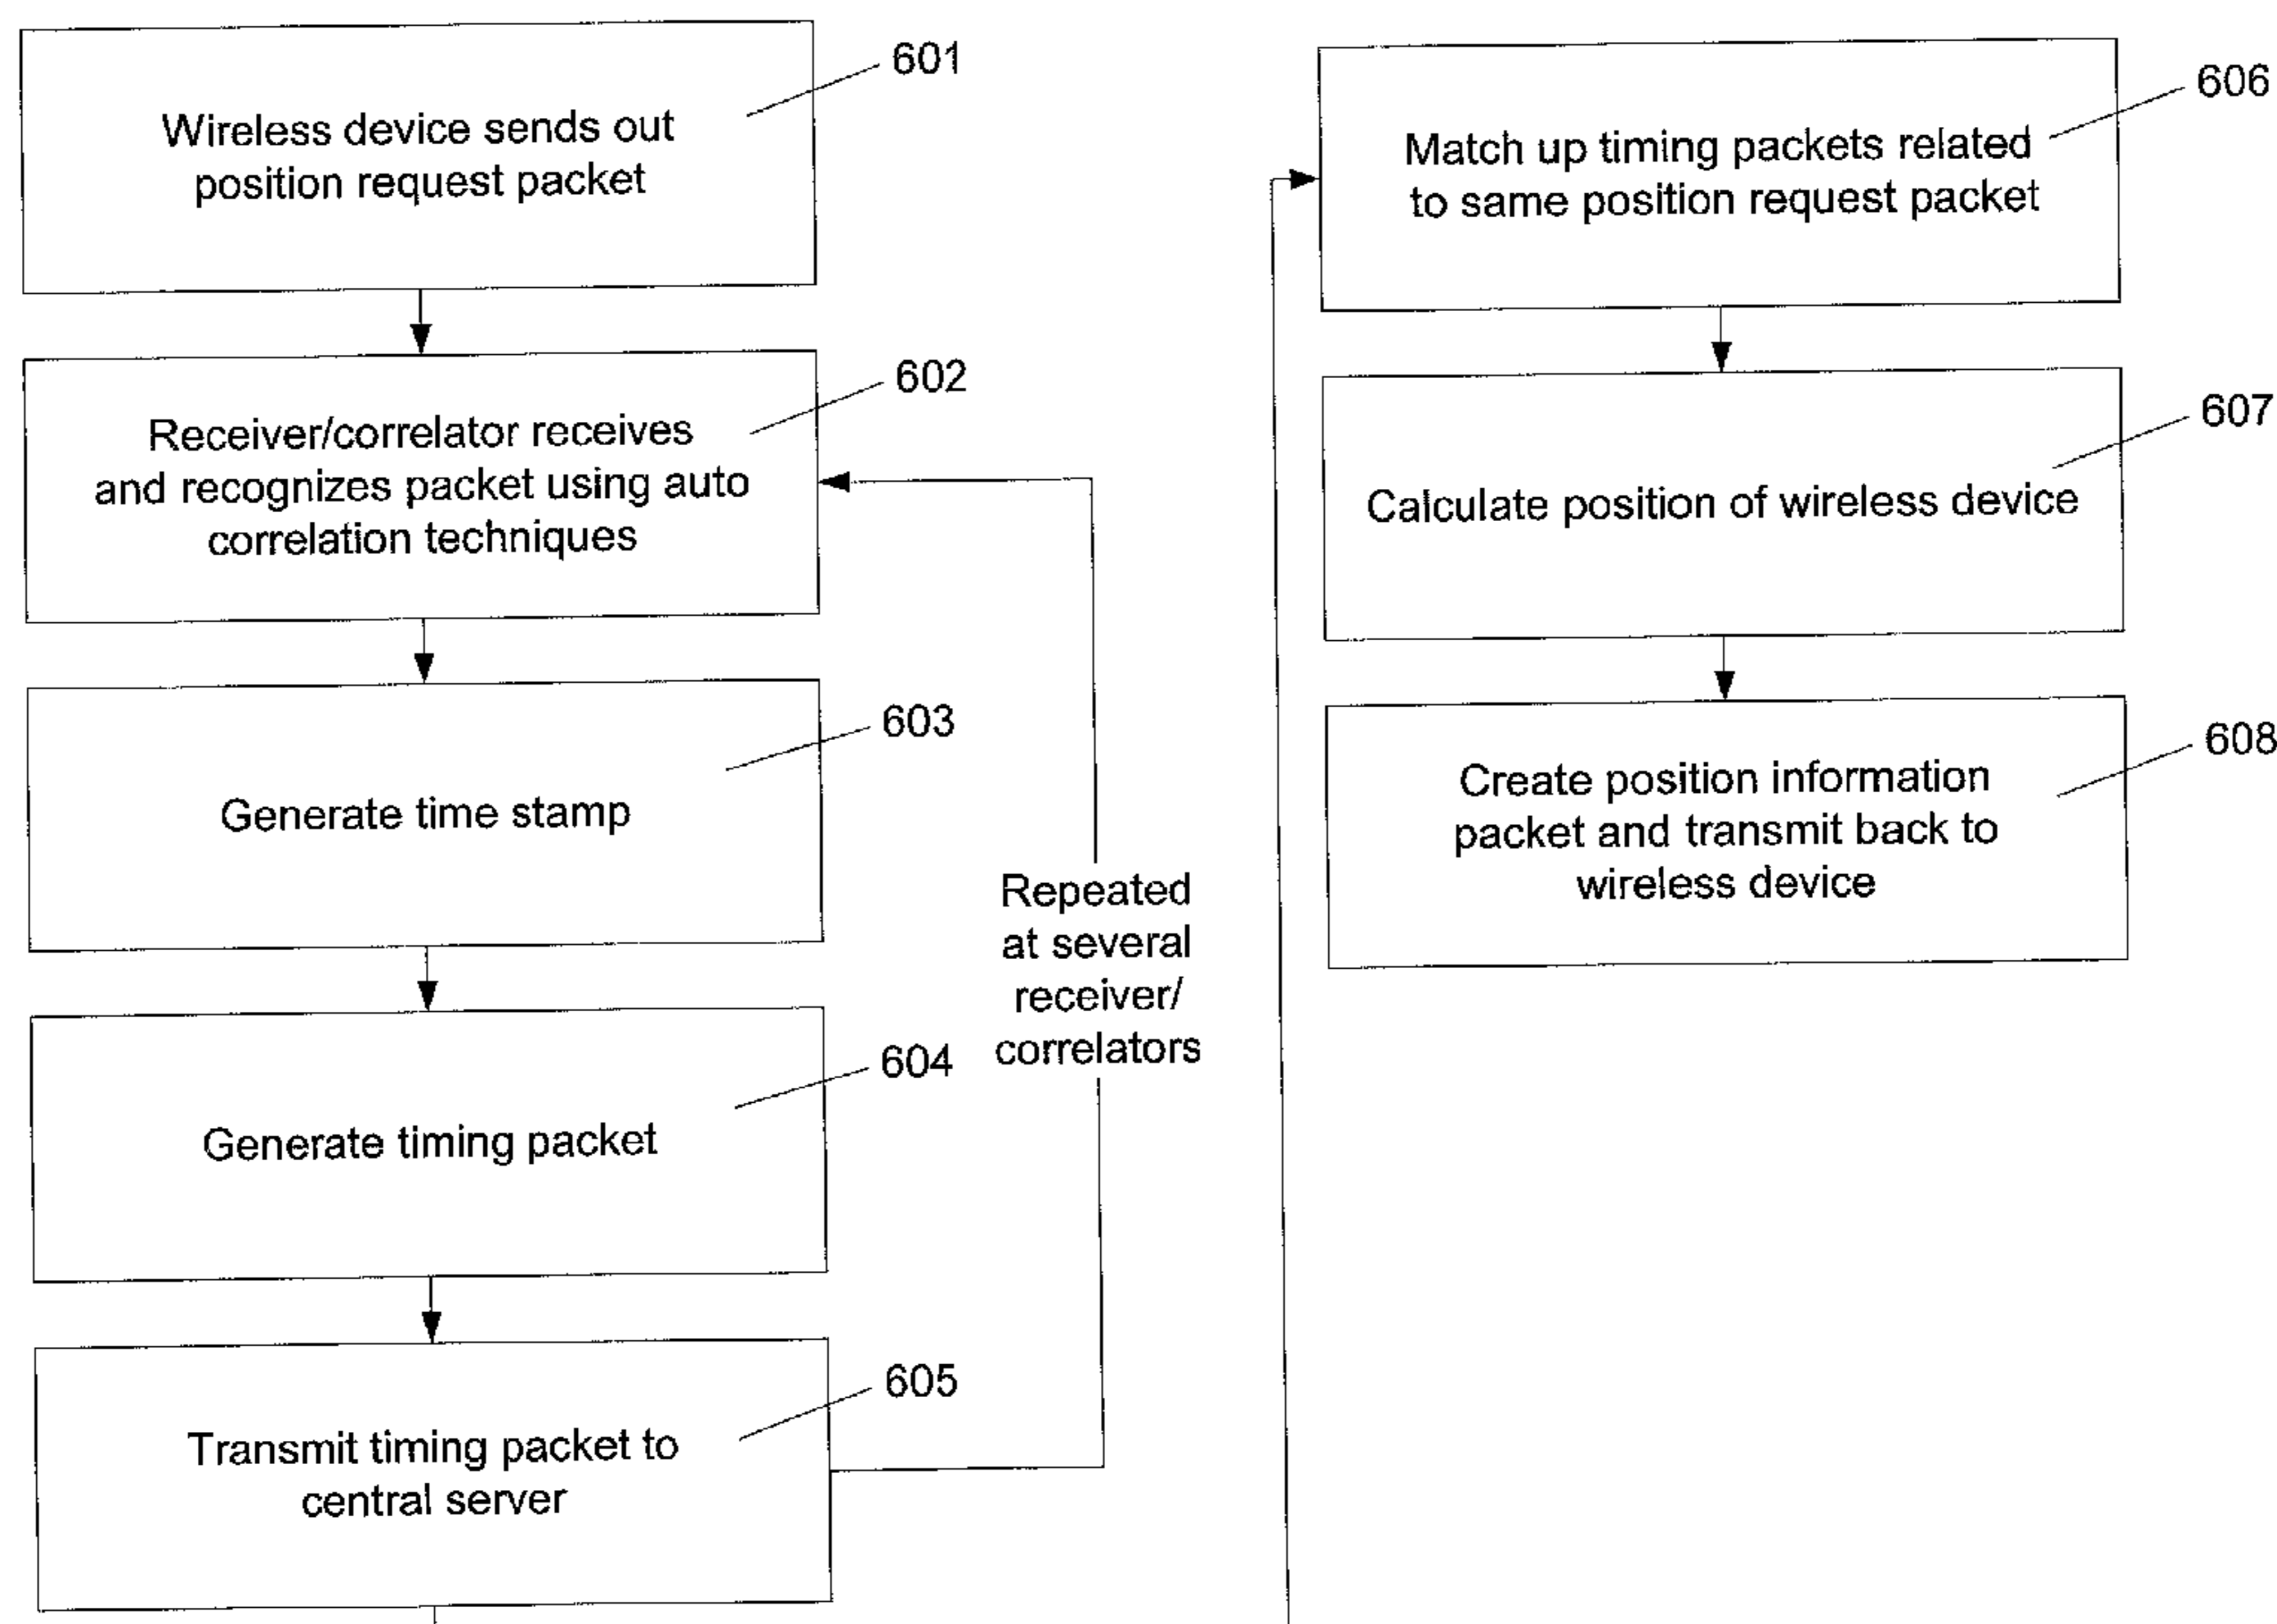 601
Wireless device sends out
position request packet
602
Receiver/correlator receives
and recognizes packet using auto
correlation techniques
603
Generate time stamp
604
Generate timing packet
605
Transmit timing packet to
central server
Repeated
at several
receiver/
correlators
606
Match up timing packets related
to same position request packet
607
Calculate position of wireless device
608
Create position information
packet and transmit back to
wireless device